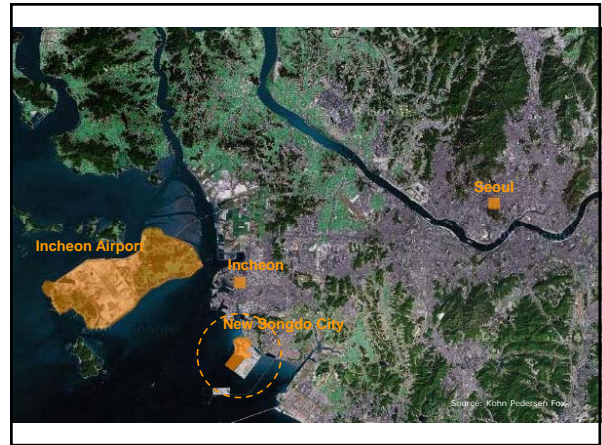 Seoul
Incheon Airport
Incheon
New Songdo City
Source: Kohn Pedersen Fox